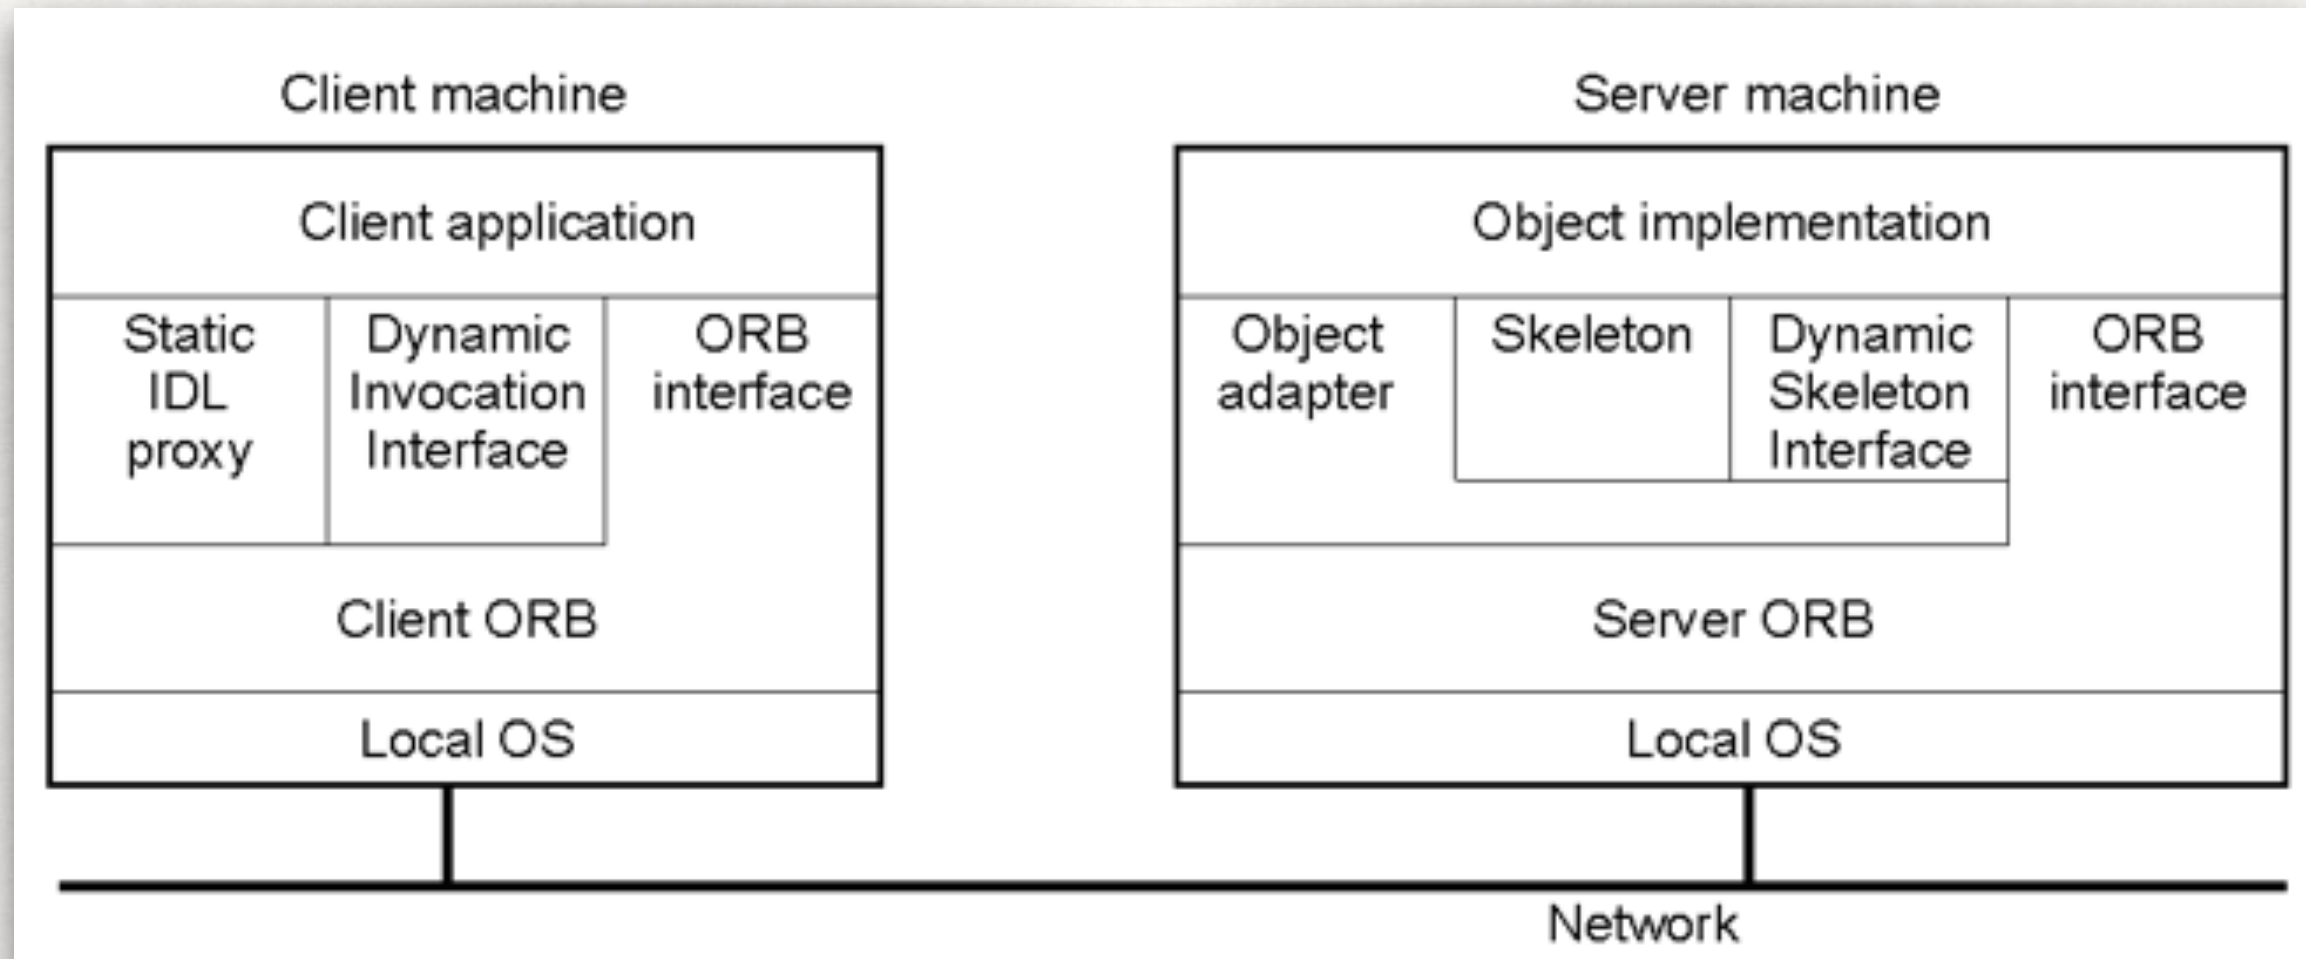 Client machine
Server machine
Client application
Object implementation
Static
IDL
proxy
Dynamic
Invocation
Interface
ORB
interface
Object
adapter
Skeleton
Dynamic
Skeleton
Interface
ORB
interface
Client ORB
Server ORB
Local OS
Local OS
Network